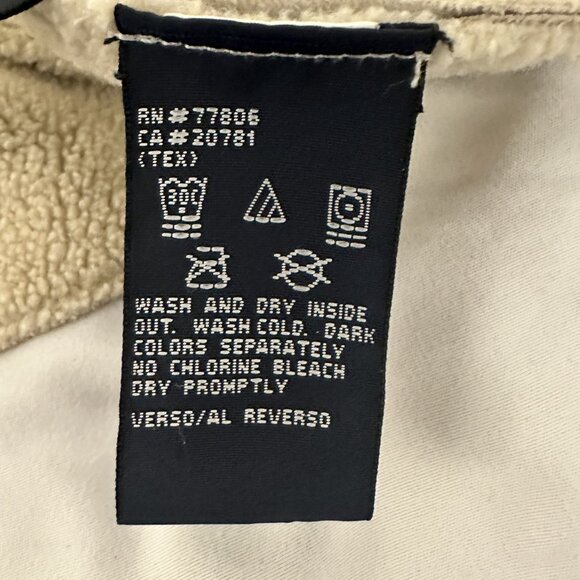 RN # 77806
CA # 20781
(TEX)
30C
WASH AND DRY INSIDE
OUT. WASH COLD. DARK
COLORS SEPARATELY
NO CHLORINE BLEACH
DRY PROMPTLY
VERSO/AL REVERSO